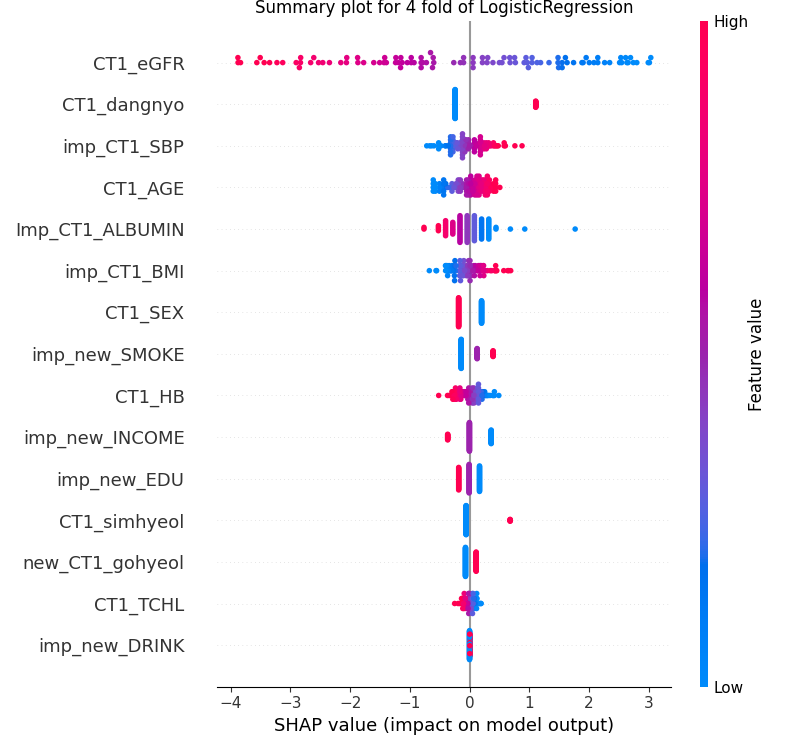 Summary plot for 4 fold of LogisticRegression
High
CT1_eGFR
CT1_dangnyo
imp_CT1_SBP
CT1_AGE
Imp_CT1_ALBUMIN
imp_CT1_BMI
CT1_SEX
imp_new_SMOKE
CT1_HB
imp_new_INCOME
imp_new_EDU
CT1_simhyeol
new_CT1_gohyeol
CT1_TCHL
imp_new_DRINK
Feature value
Low
−4 −3 −2 −1 0 1 2 3
SHAP value (impact on model output)